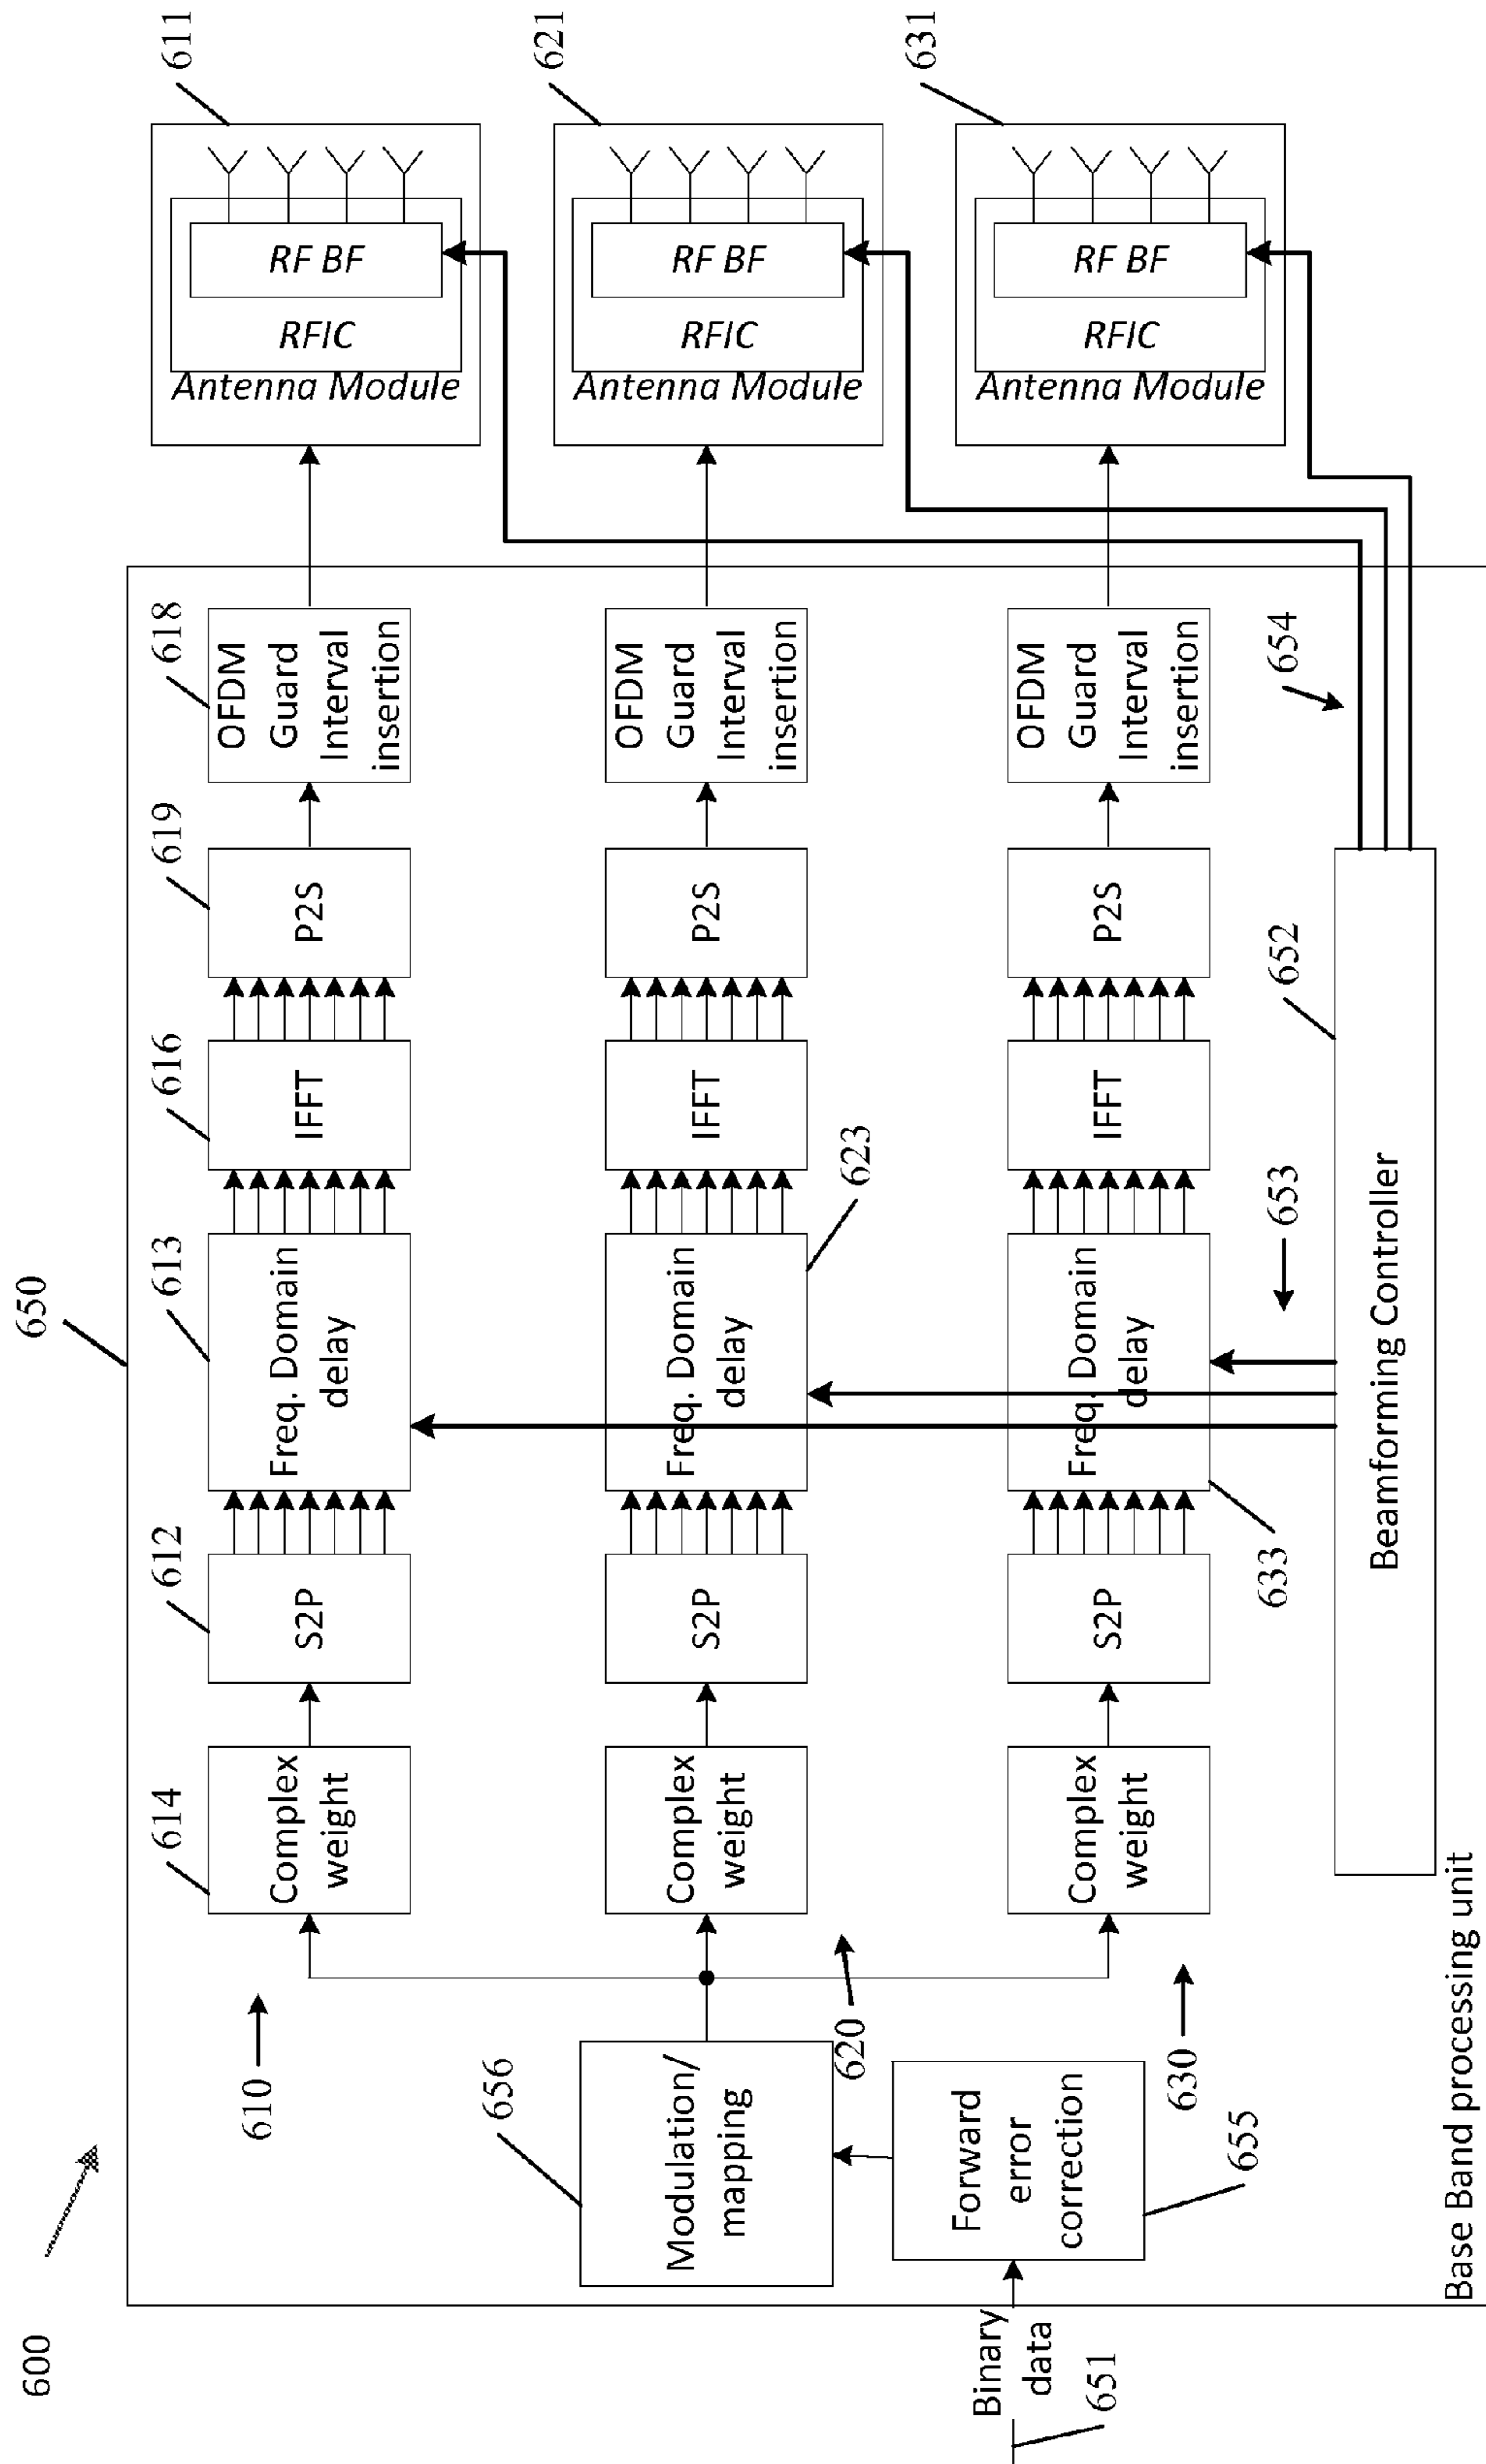 600
650
610
614
Complex
weight
612
S2P
613
Freq. Domain
delay
616
IFFT
619
P2S
618
OFDM
Guard
Interval
insertion
611
RF BF
RFIC
Antenna Module
656
Modulation/
mapping
620
Complex
weight
S2P
Freq. Domain
delay
623
IFFT
P2S
OFDM
Guard
Interval
insertion
621
RF BF
RFIC
Antenna Module
Binary
data
651
Forward
error
correction
655
630
Complex
weight
S2P
Freq. Domain
delay
633
IFFT
P2S
OFDM
Guard
Interval
insertion
631
RF BF
RFIC
Antenna Module
653
652
654
Beamforming Controller
Base Band processing unit